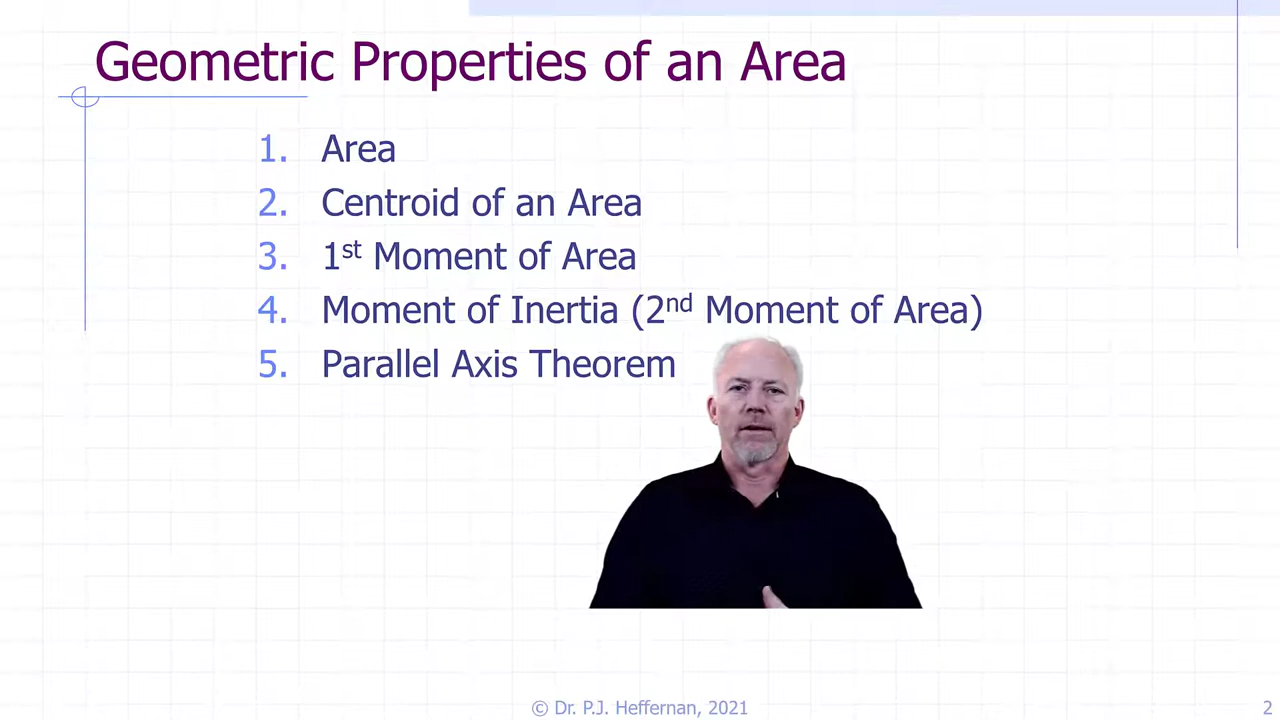 Geometric Properties of an Area
1. Area
2. Centroid of an Area
3. 1st Moment of Area
4. Moment of Inertia (2nd Moment of Area)
5. Parallel Axis Theorem
© Dr. P.J. Heffernan, 2021
2